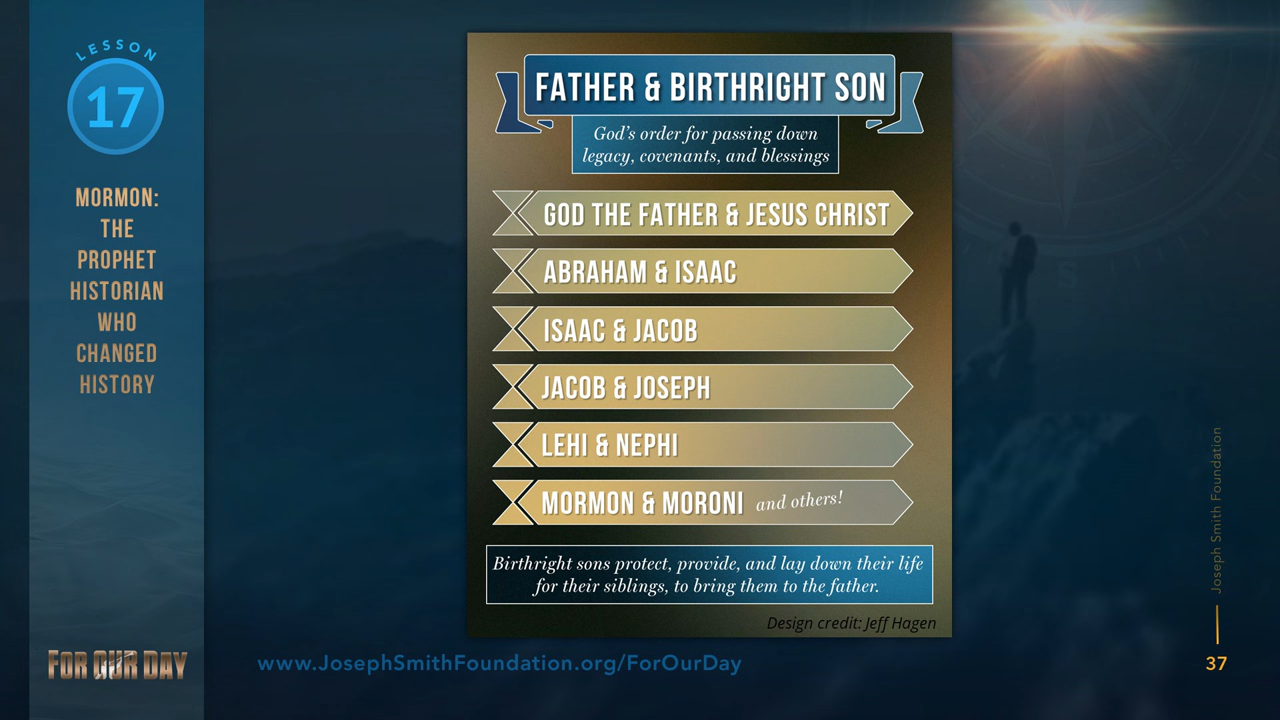 LESSON
17
MORMON:
THE
PROPHET
HISTORIAN
WHO
CHANGED
HISTORY
FOR OUR DAY
FATHER & BIRTHRIGHT SON
God's order for passing down
legacy, covenants, and blessings
GOD THE FATHER & JESUS CHRIST
ABRAHAM & ISAAC
ISAAC & JACOB
JACOB & JOSEPH
LEHI & NEPHI
MORMON & MORONI and others!
Birthright sons protect, provide, and lay down their life
for their siblings, to bring them to the father.
Design credit: Jeff Hagen
www.JosephSmithFoundation.org/ForOurDay
Joseph Smith Foundation
37
S